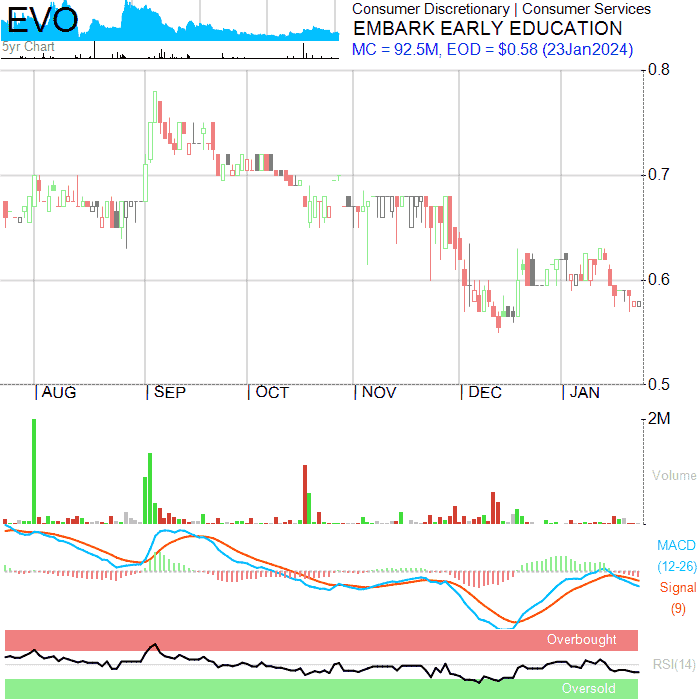 EVO
5yr Chart
Consumer Discretionary | Consumer Services
EMBARK EARLY EDUCATION
MC = 92.5M, EOD = $0.58 (23Jan2024)
0.8
0.7
0.6
0.5
| AUG | SEP | OCT | NOV | DEC | JAN
2M
Volume
MACD
(12-26)
Signal
(9)
Overbought
RSI(14)
Oversold